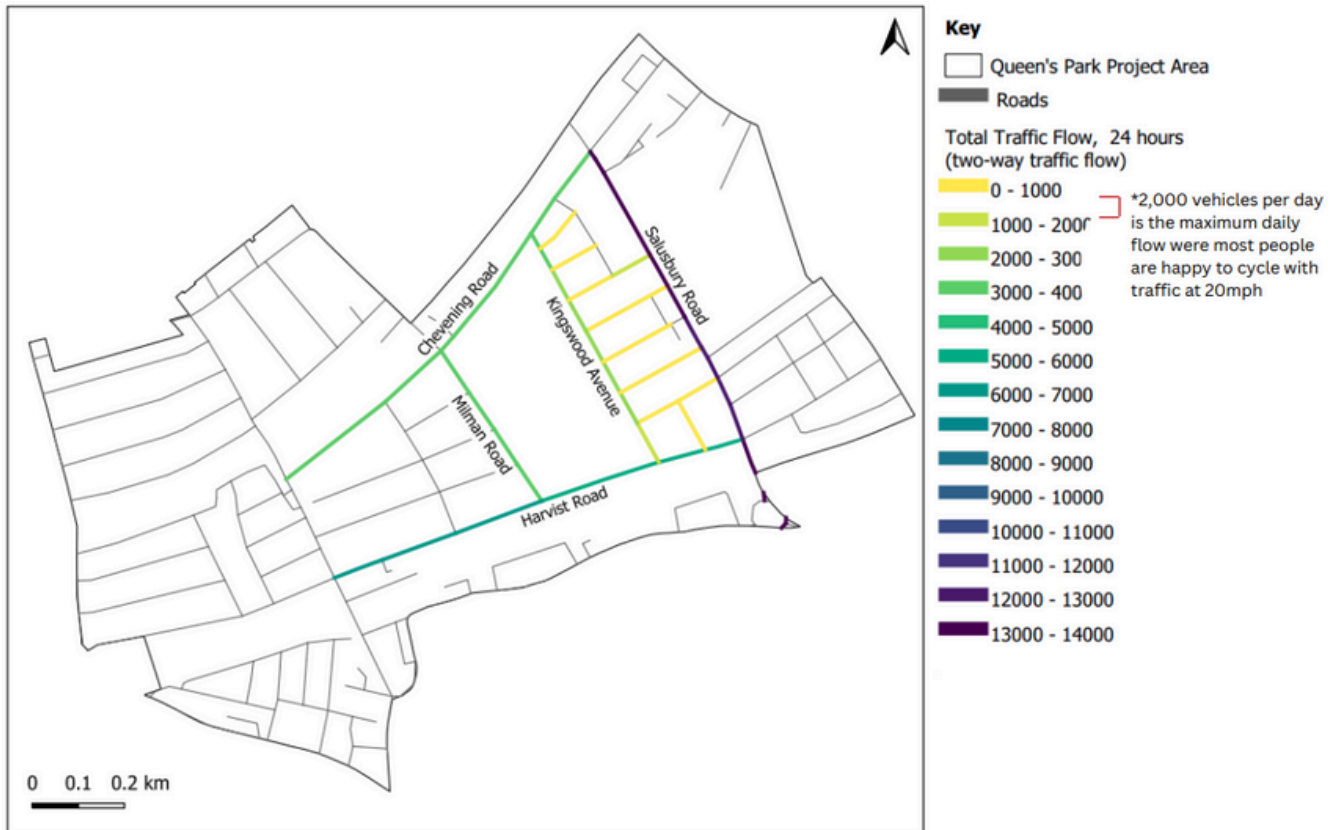 Key
Queen's Park Project Area
Roads
Total Traffic Flow, 24 hours
(two-way traffic flow)
0 - 1000
1000 - 200
2000 - 300
3000 - 400
4000 - 5000
5000 - 6000
6000 - 7000
7000 - 8000
8000 - 9000
9000 - 10000
10000 - 11000
11000 - 12000
12000 - 13000
13000 - 14000
*2,000 vehicles per day
is the maximum daily
flow were most people
are happy to cycle with
traffic at 20mph
Salusbury Road
Chevening Road
Kingswood Avenue
Milman Road
Harvist Road
0 0.1 0.2 km